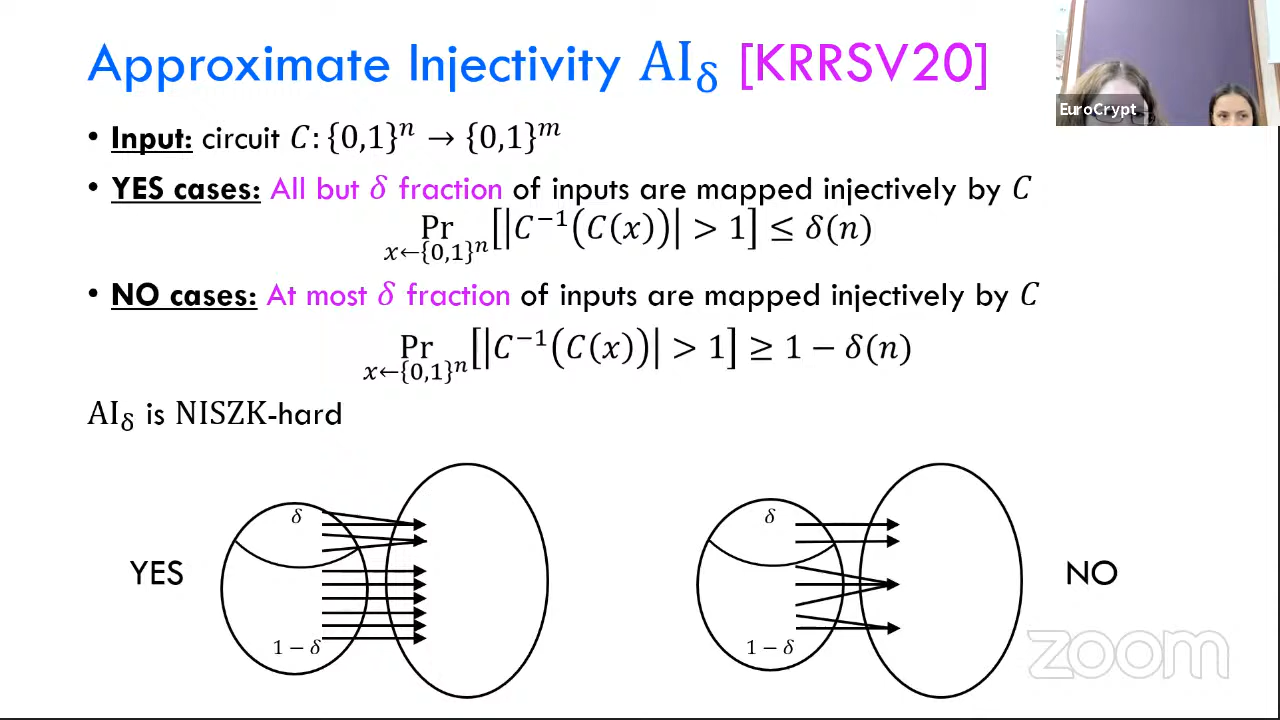 Approximate Injectivity AI_δ [KRRSV20]
EuroCrypt
• Input: circuit C: {0,1}^n → {0,1}^m
• YES cases: All but δ fraction of inputs are mapped injectively by C
Pr_{x←{0,1}^n}[|C^{−1}(C(x))| > 1] ≤ δ(n)
• NO cases: At most δ fraction of inputs are mapped injectively by C
Pr_{x←{0,1}^n}[|C^{−1}(C(x))| > 1] ≥ 1 − δ(n)
AI_δ is NISZK-hard
δ
δ
YES
NO
1 − δ
1 − δ
zoom